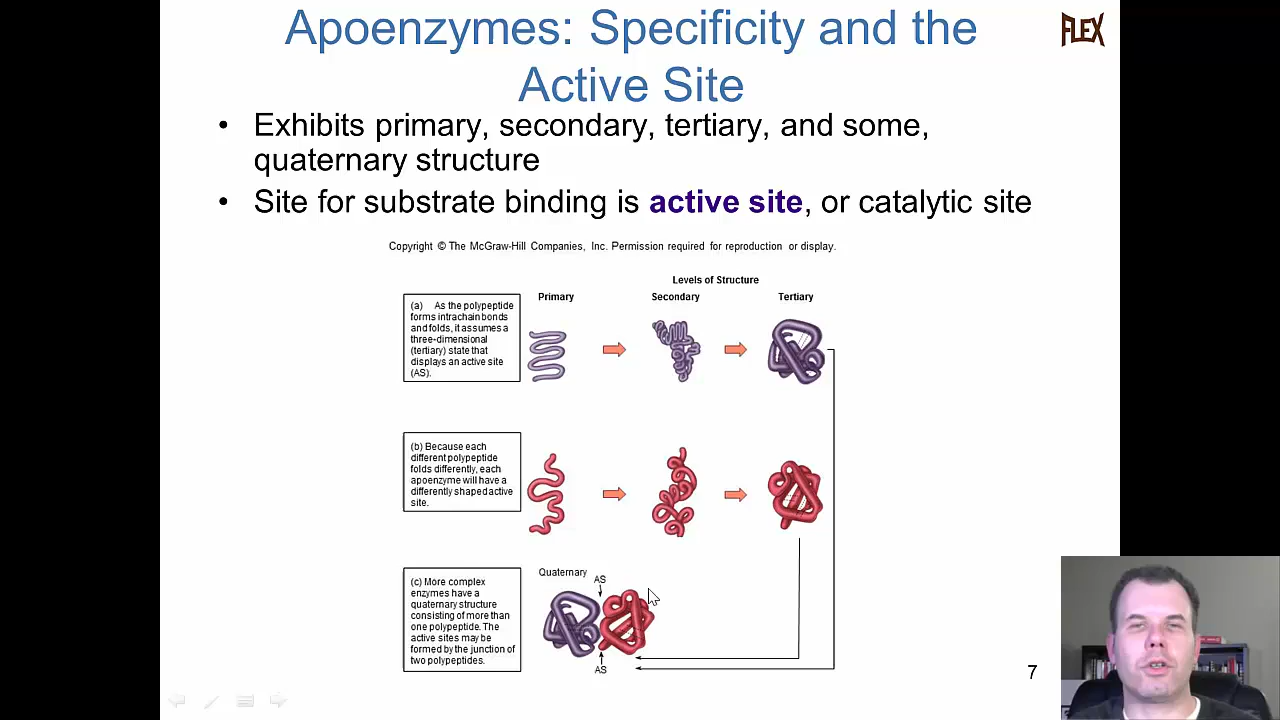 Apoenzymes: Specificity and the
Active Site
FLEX
• Exhibits primary, secondary, tertiary, and some,
quaternary structure
• Site for substrate binding is active site, or catalytic site
Copyright © The McGraw-Hill Companies, Inc. Permission required for reproduction or display.
Levels of Structure
Primary
Secondary
Tertiary
(a) As the polypeptide
forms intrachain bonds
and folds, it assumes a
three-dimensional
(tertiary) state that
displays an active site
(AS).
(b) Because each
different polypeptide
folds differently, each
apoenzyme will have a
differently shaped active
site.
(c) More complex
enzymes have a
quaternary structure
consisting of more than
one polypeptide. The
active sites may be
formed by the junction of
two polypeptides.
Quaternary
AS
AS
7